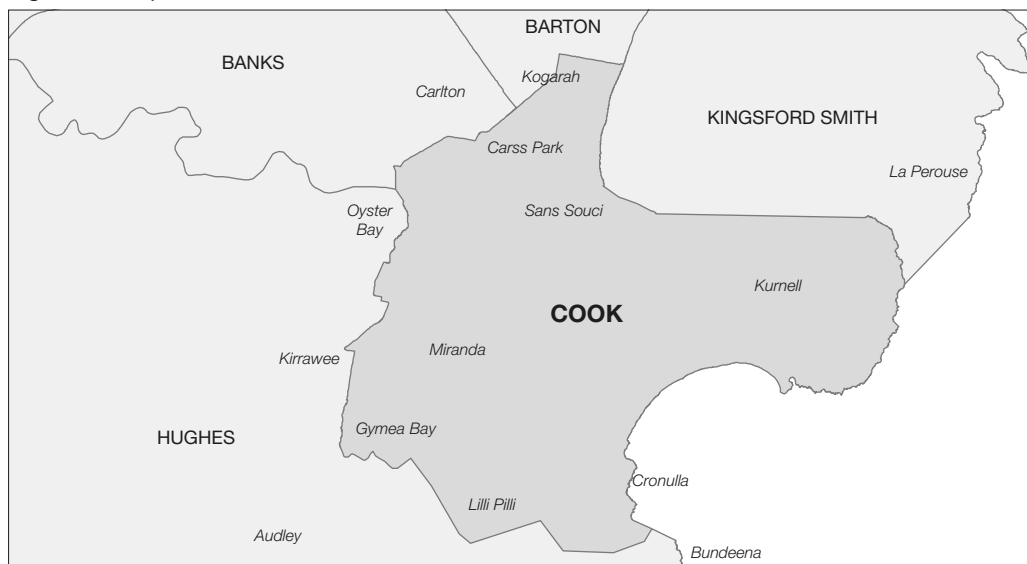 BARTON
BANKS
Kogarah
Carlton
KINGSFORD SMITH
Carss Park
La Perouse
Oyster
Bay
Sans Souci
Kurnell
COOK
Kirrawee
Miranda
Gymea Bay
HUGHES
Cronulla
Lilli Pilli
Audley
Bundeena